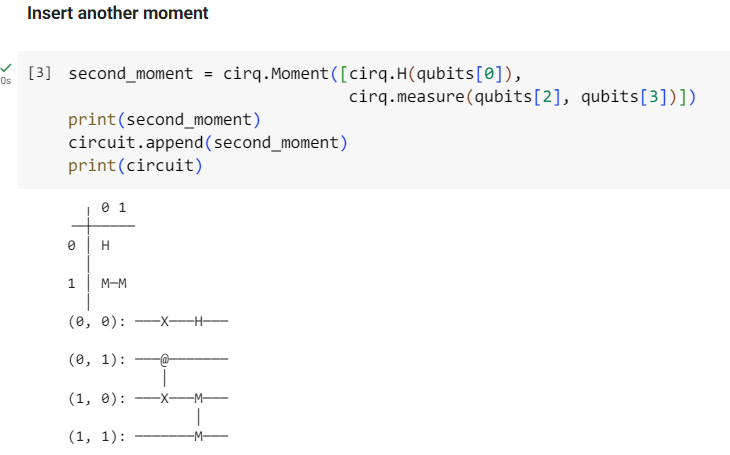 Insert another moment
0s
[3] second_moment = cirq.Moment([cirq.H(qubits[0]),
cirq.measure(qubits[2], qubits[3])])
print(second_moment)
circuit.append(second_moment)
print(circuit)
0 1
0 H
1 M─M
(0, 0): ───X───H───
(0, 1): ───@───────
(1, 0): ───X───M───
(1, 1): ───────M───